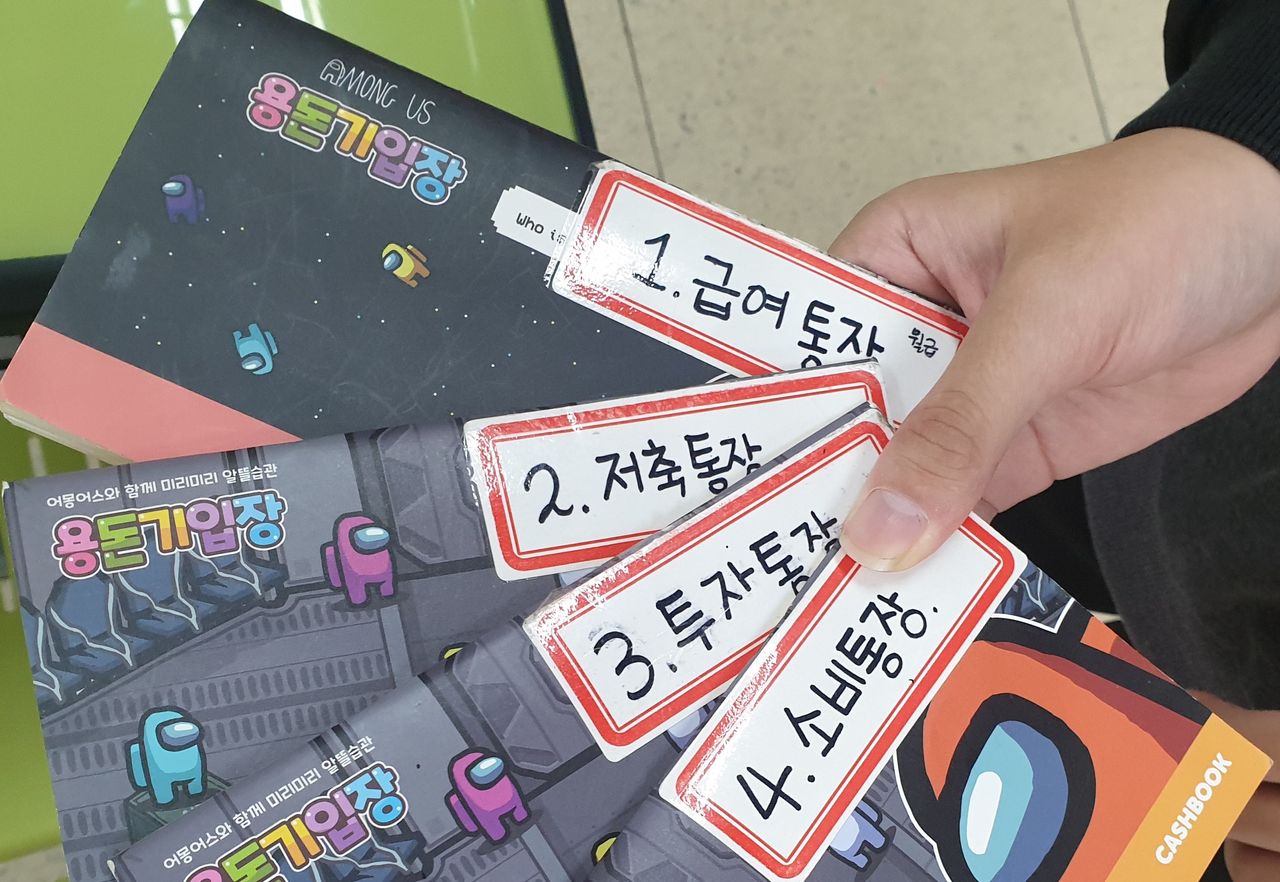 AMONG US
용돈기입장
who is
1. 급여통장
월급
2. 저축통장
어몽어스와 함께 미리미리 알뜰습관
용돈기입장
3. 투자통장
4. 소비통장.
어몽어스와 함께 미리미리 알뜰습관
용돈기입장
CASHBOOK